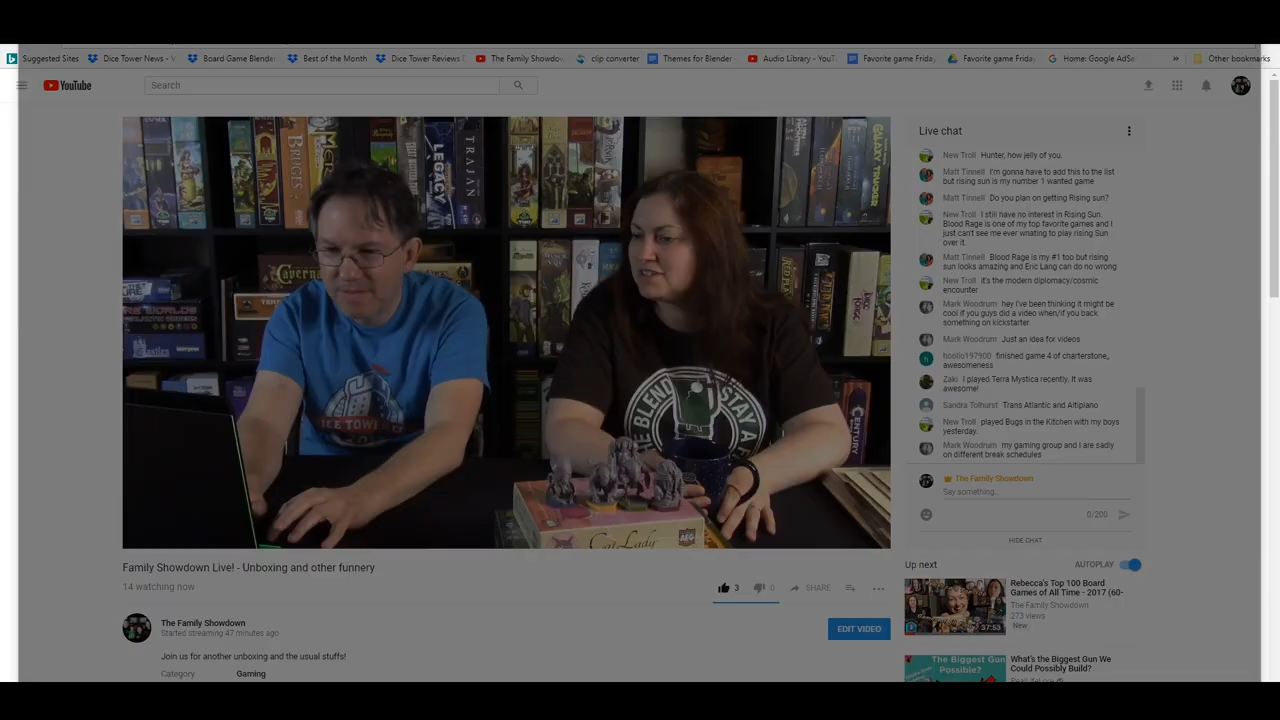 Suggested Sites
Dice Tower News -
Board Game Blender
Best of the Month
Dice Tower Reviews
The Family Showdow
clip converter
Themes for Blender
Audio Library - YouT
Favorite game Friday
Favorite game Frida
Home: Google AdSe
»
Other bookmarks
YouTube
Search
BRUGES
LEGACY
TRAJAN
GALAXY TRUCKER
Caverna
CENTURY
ICE TOWER
BLEND
STAY A
Cat Lady
AEG
Live chat
New Troll Hunter, how jelly of you.
Matt Tinnell I'm gonna have to add this to the list
but rising sun is my number 1 wanted game
Matt Tinnell Do you plan on getting Rising sun?
New Troll I still have no interest in Rising Sun.
Blood Rage is one of my top favorite games and I
just can't see me ever wnating to play rising Sun
over it.
Matt Tinnell Blood Rage is my #1 too but rising
sun looks amazing and Eric Lang can do no wrong
New Troll it's the modern diplomacy/cosmic
encounter
Mark Woodrum hey I've been thinking it might be
cool if you guys did a video when/if you back
something on kickstarter.
Mark Woodrum Just an idea for videos
hoolio197900 finished game 4 of charterstone,,
awesomeness
Zaki I played Terra Mystica recently. It was
awesome!
Sandra Tolhurst Trans Atlantic and Altiplano
New Troll played Bugs in the Kitchen with my boys
yesterday.
Mark Woodrum my gaming group and I are sadly
on different break schedules
The Family Showdown
Say something...
0/200
HIDE CHAT
Family Showdown Live! - Unboxing and other funnery
14 watching now
3
0
SHARE
The Family Showdown
Started streaming 47 minutes ago
EDIT VIDEO
Join us for another unboxing and the usual stuffs!
Category Gaming
Up next
AUTOPLAY
37:53
Rebecca's Top 100 Board
Games of All Time - 2017 (60-
The Family Showdown
273 views
New
The Biggest Gun
Possible?
What's the Biggest Gun We
Could Possibly Build?
RealLifeLore